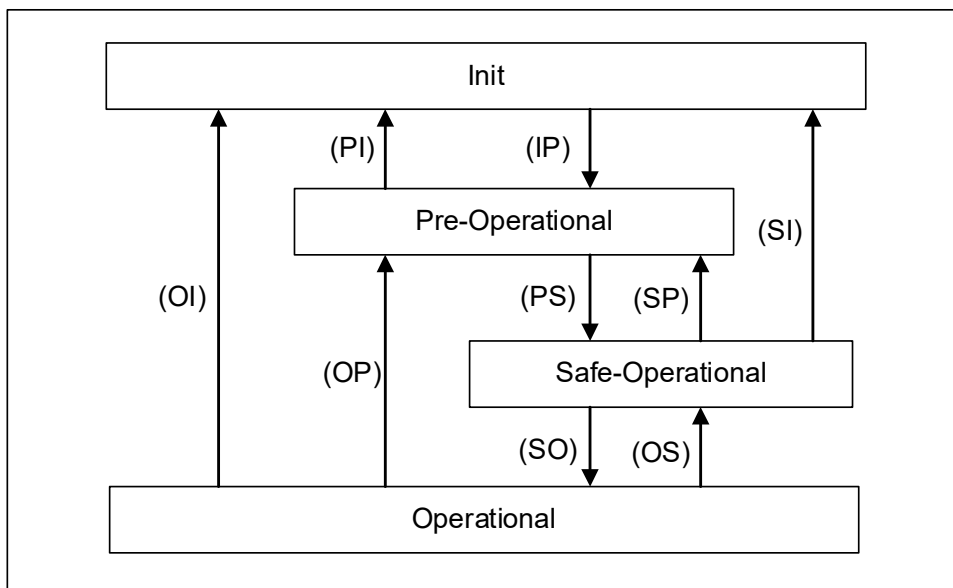 Init
(PI)
(IP)
Pre-Operational
(SI)
(OI)
(PS)
(SP)
(OP)
Safe-Operational
(SO)
(OS)
Operational